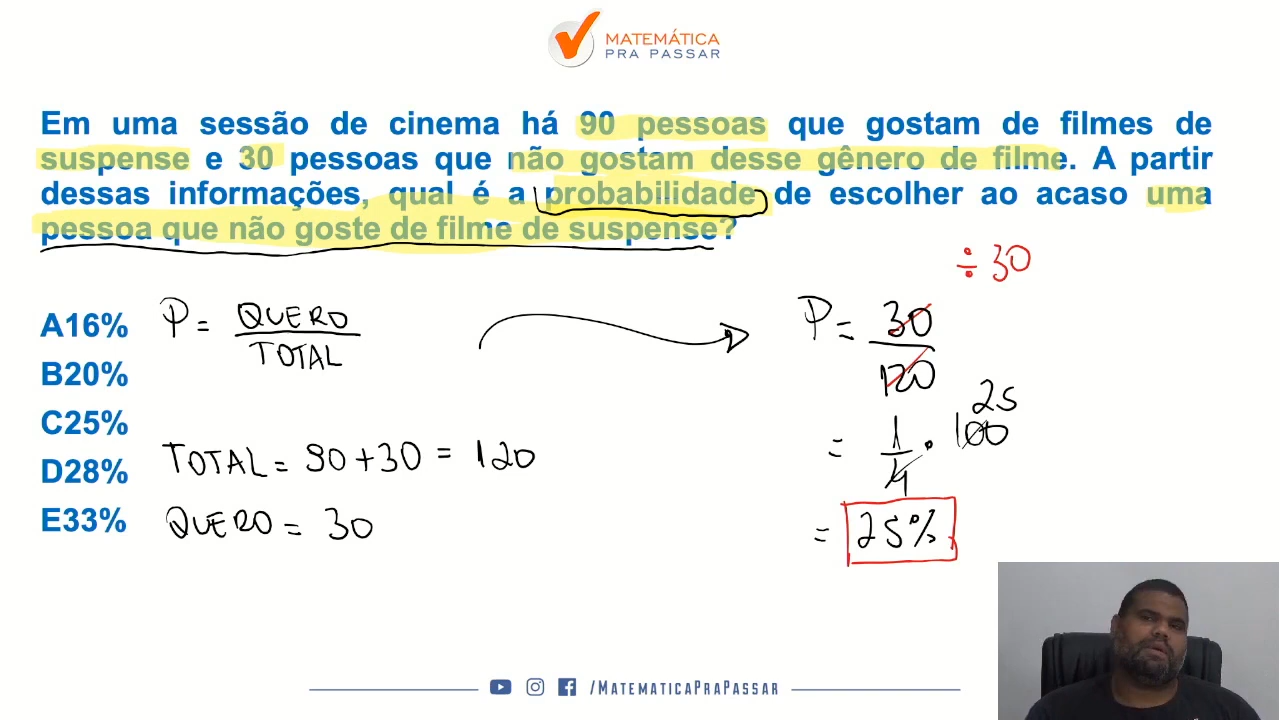 MATEMÁTICA
PRA PASSAR
Em uma sessão de cinema há 90 pessoas que gostam de filmes de
suspense e 30 pessoas que não gostam desse gênero de filme. A partir
dessas informações, qual é a probabilidade de escolher ao acaso uma
pessoa que não goste de filme de suspense?
÷ 30
A16%
B20%
C25%
D28%
E33%
P = QUERO
TOTAL
TOTAL = 90 + 30 = 120
QUERO = 30
P = 30
120
25
= 1/4 . 100
= 25%
/MATEMATICAPRAPASSAR